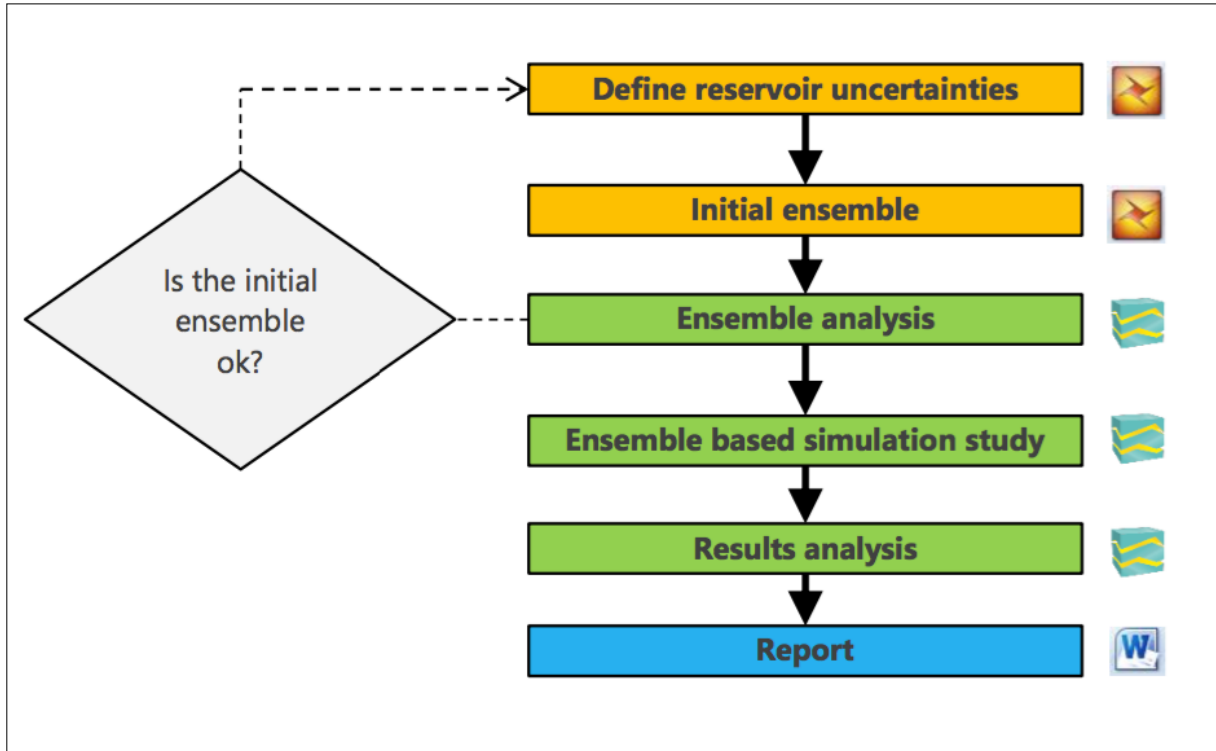 Define reservoir uncertainties
Initial ensemble
Is the initial
ensemble
ok?
Ensemble analysis
Ensemble based simulation study
Results analysis
Report
W